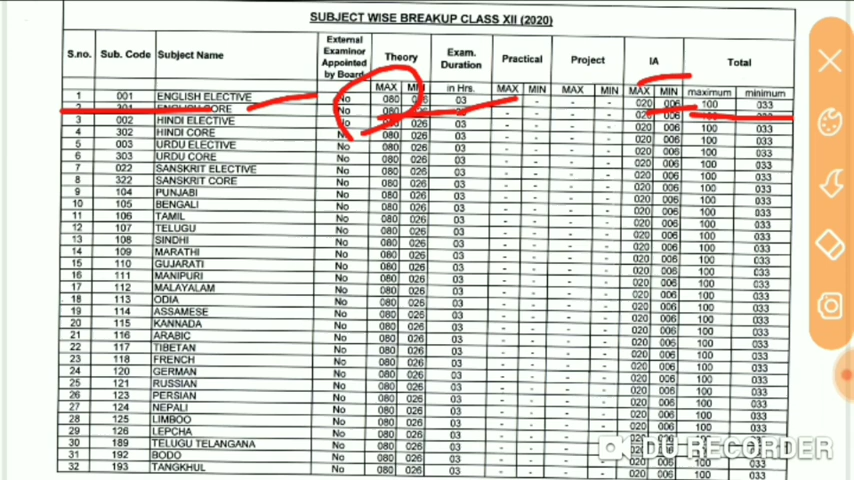 SUBJECT WISE BREAKUP CLASS XII (2020)
S.no. Sub. Code Subject Name External Examinor Appointed by Board Theory Exam. Duration Practical Project IA Total
MAX MIN in Hrs. MAX MIN MAX MIN MAX MIN maximum minimum
1 001 ENGLISH ELECTIVE No 080 026 03 - - - - 020 006 100 033
2 301 ENGLISH CORE No 080 026 03 - - - - 020 006 100 033
3 002 HINDI ELECTIVE No 080 026 03 - - - - 020 006 100 033
4 302 HINDI CORE No 080 026 03 - - - - 020 006 100 033
5 003 URDU ELECTIVE No 080 026 03 - - - - 020 006 100 033
6 303 URDU CORE No 080 026 03 - - - - 020 006 100 033
7 022 SANSKRIT ELECTIVE No 080 026 03 - - - - 020 006 100 033
8 322 SANSKRIT CORE No 080 026 03 - - - - 020 006 100 033
9 104 PUNJABI No 080 026 03 - - - - 020 006 100 033
10 105 BENGALI No 080 026 03 - - - - 020 006 100 033
11 106 TAMIL No 080 026 03 - - - - 020 006 100 033
12 107 TELUGU No 080 026 03 - - - - 020 006 100 033
13 108 SINDHI No 080 026 03 - - - - 020 006 100 033
14 109 MARATHI No 080 026 03 - - - - 020 006 100 033
15 110 GUJARATI No 080 026 03 - - - - 020 006 100 033
16 111 MANIPURI No 080 026 03 - - - - 020 006 100 033
17 112 MALAYALAM No 080 026 03 - - - - 020 006 100 033
18 113 ODIA No 080 026 03 - - - - 020 006 100 033
19 114 ASSAMESE No 080 026 03 - - - - 020 006 100 033
20 115 KANNADA No 080 026 03 - - - - 020 006 100 033
21 116 ARABIC No 080 026 03 - - - - 020 006 100 033
22 117 TIBETAN No 080 026 03 - - - - 020 006 100 033
23 118 FRENCH No 080 026 03 - - - - 020 006 100 033
24 120 GERMAN No 080 026 03 - - - - 020 006 100 033
25 121 RUSSIAN No 080 026 03 - - - - 020 006 100 033
26 123 PERSIAN No 080 026 03 - - - - 020 006 100 033
27 124 NEPALI No 080 026 03 - - - - 020 006 100 033
28 125 LIMBOO No 080 026 03 - - - - 020 006 100 033
29 126 LEPCHA No 080 026 03 - - - - 020 006 100 033
30 189 TELUGU TELANGANA No 080 026 03 - - - - 020 006 100 033
31 192 BODO No 080 026 03 - - - - 020 006 100 033
32 193 TANGKHUL No 080 026 03 - - - - 020 006 100 033
DU RECORDER